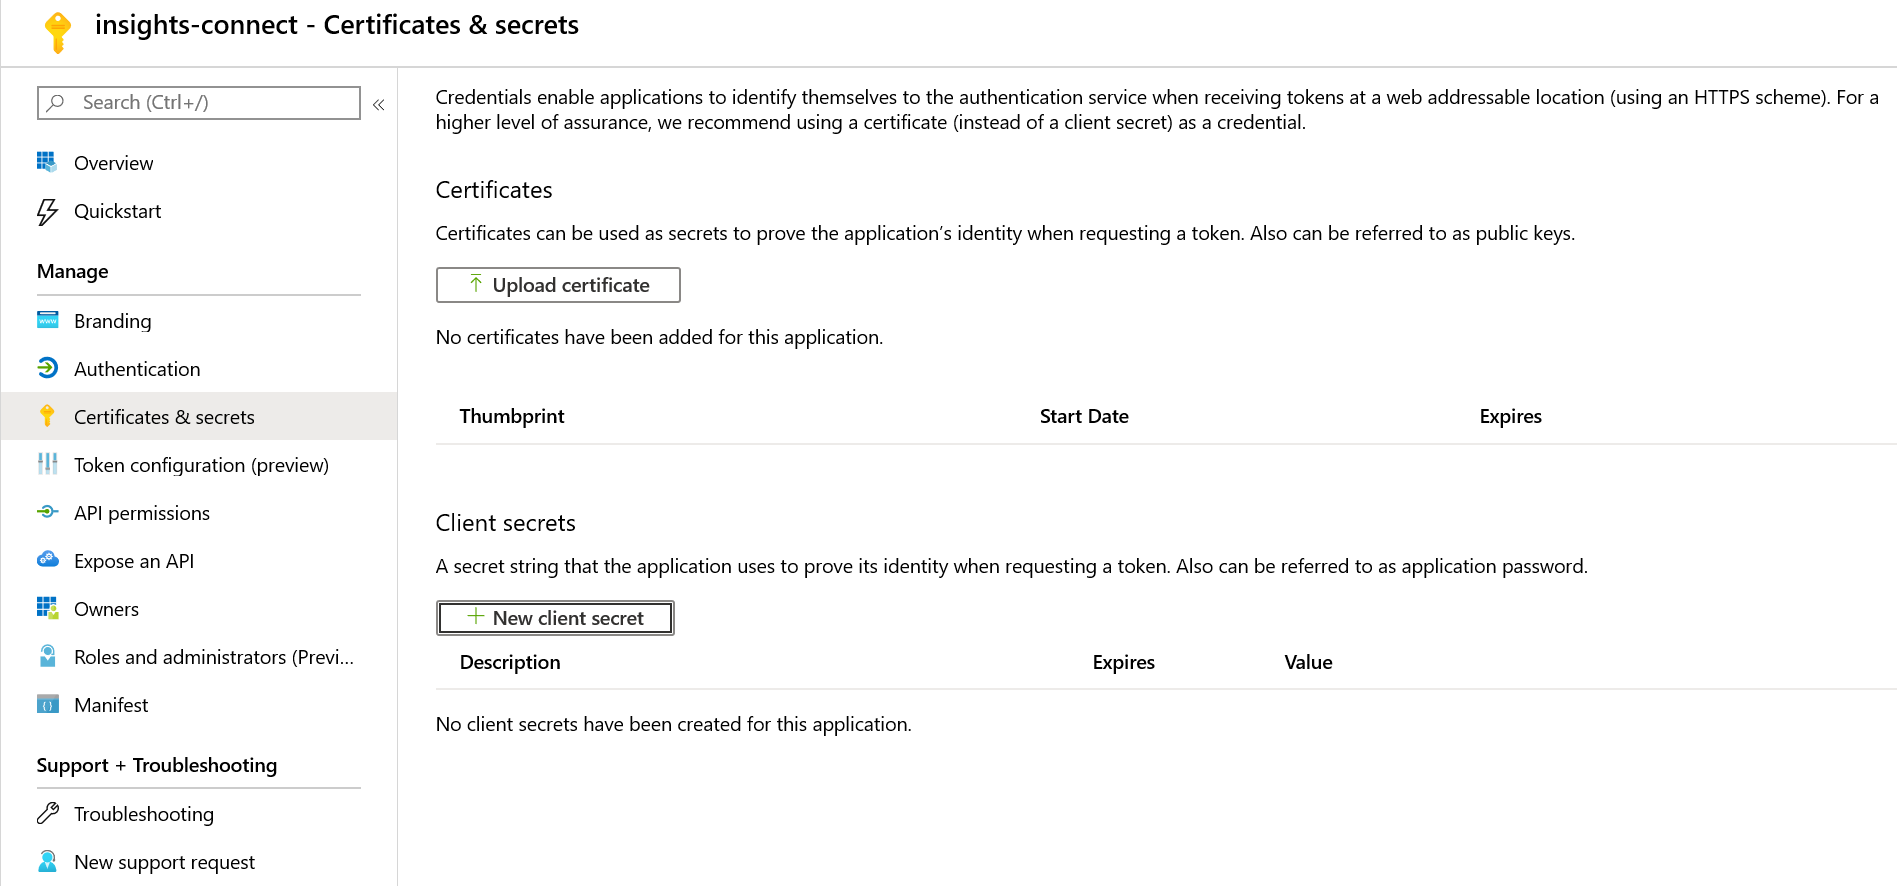 insights-connect - Certificates & secrets
Search (Ctrl+/)
«
Overview
Quickstart
Manage
www
Branding
Authentication
Certificates & secrets
Token configuration (preview)
API permissions
Expose an API
Owners
Roles and administrators (Previ...
Manifest
Support + Troubleshooting
Troubleshooting
New support request
Credentials enable applications to identify themselves to the authentication service when receiving tokens at a web addressable location (using an HTTPS scheme). For a
higher level of assurance, we recommend using a certificate (instead of a client secret) as a credential.
Certificates
Certificates can be used as secrets to prove the application’s identity when requesting a token. Also can be referred to as public keys.
Upload certificate
No certificates have been added for this application.
Thumbprint Start Date Expires
Client secrets
A secret string that the application uses to prove its identity when requesting a token. Also can be referred to as application password.
New client secret
Description Expires Value
No client secrets have been created for this application.